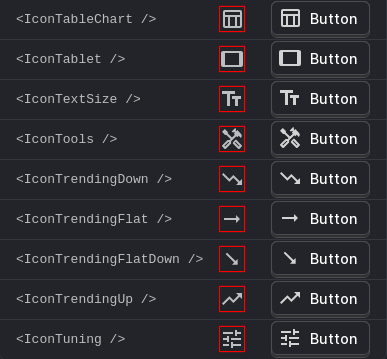 <IconTableChart /> Button
<IconTablet /> Button
<IconTextSize /> Button
<IconTools /> Button
<IconTrendingDown /> Button
<IconTrendingFlat /> Button
<IconTrendingFlatDown /> Button
<IconTrendingUp /> Button
<IconTuning /> Button